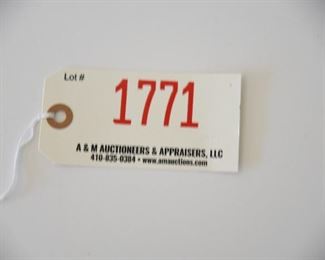 Lot #
1771
A & M AUCTIONEERS & APPRAISERS, LLC
410-835-0384 • www.amauctions.com